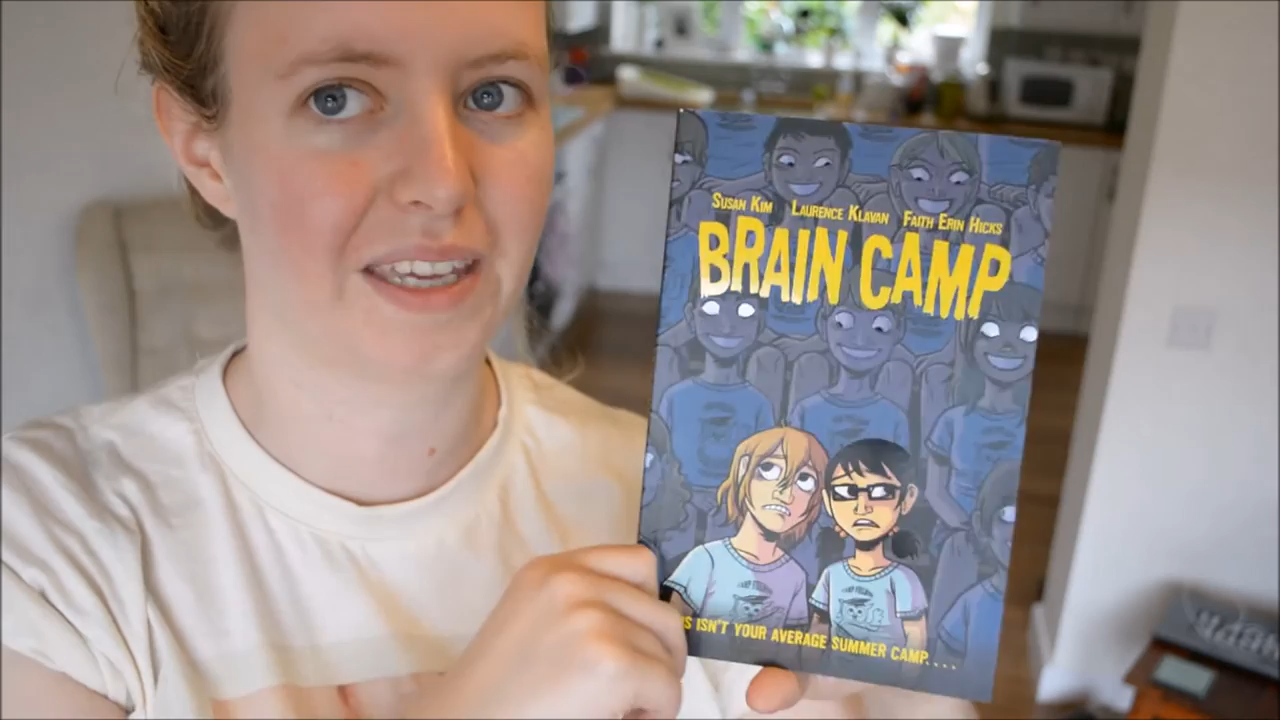 SUSAN KIM LAURENCE KLAVAN FAITH ERIN HICKS
BRAIN CAMP
ISN'T YOUR AVERAGE SUMMER CAMP....